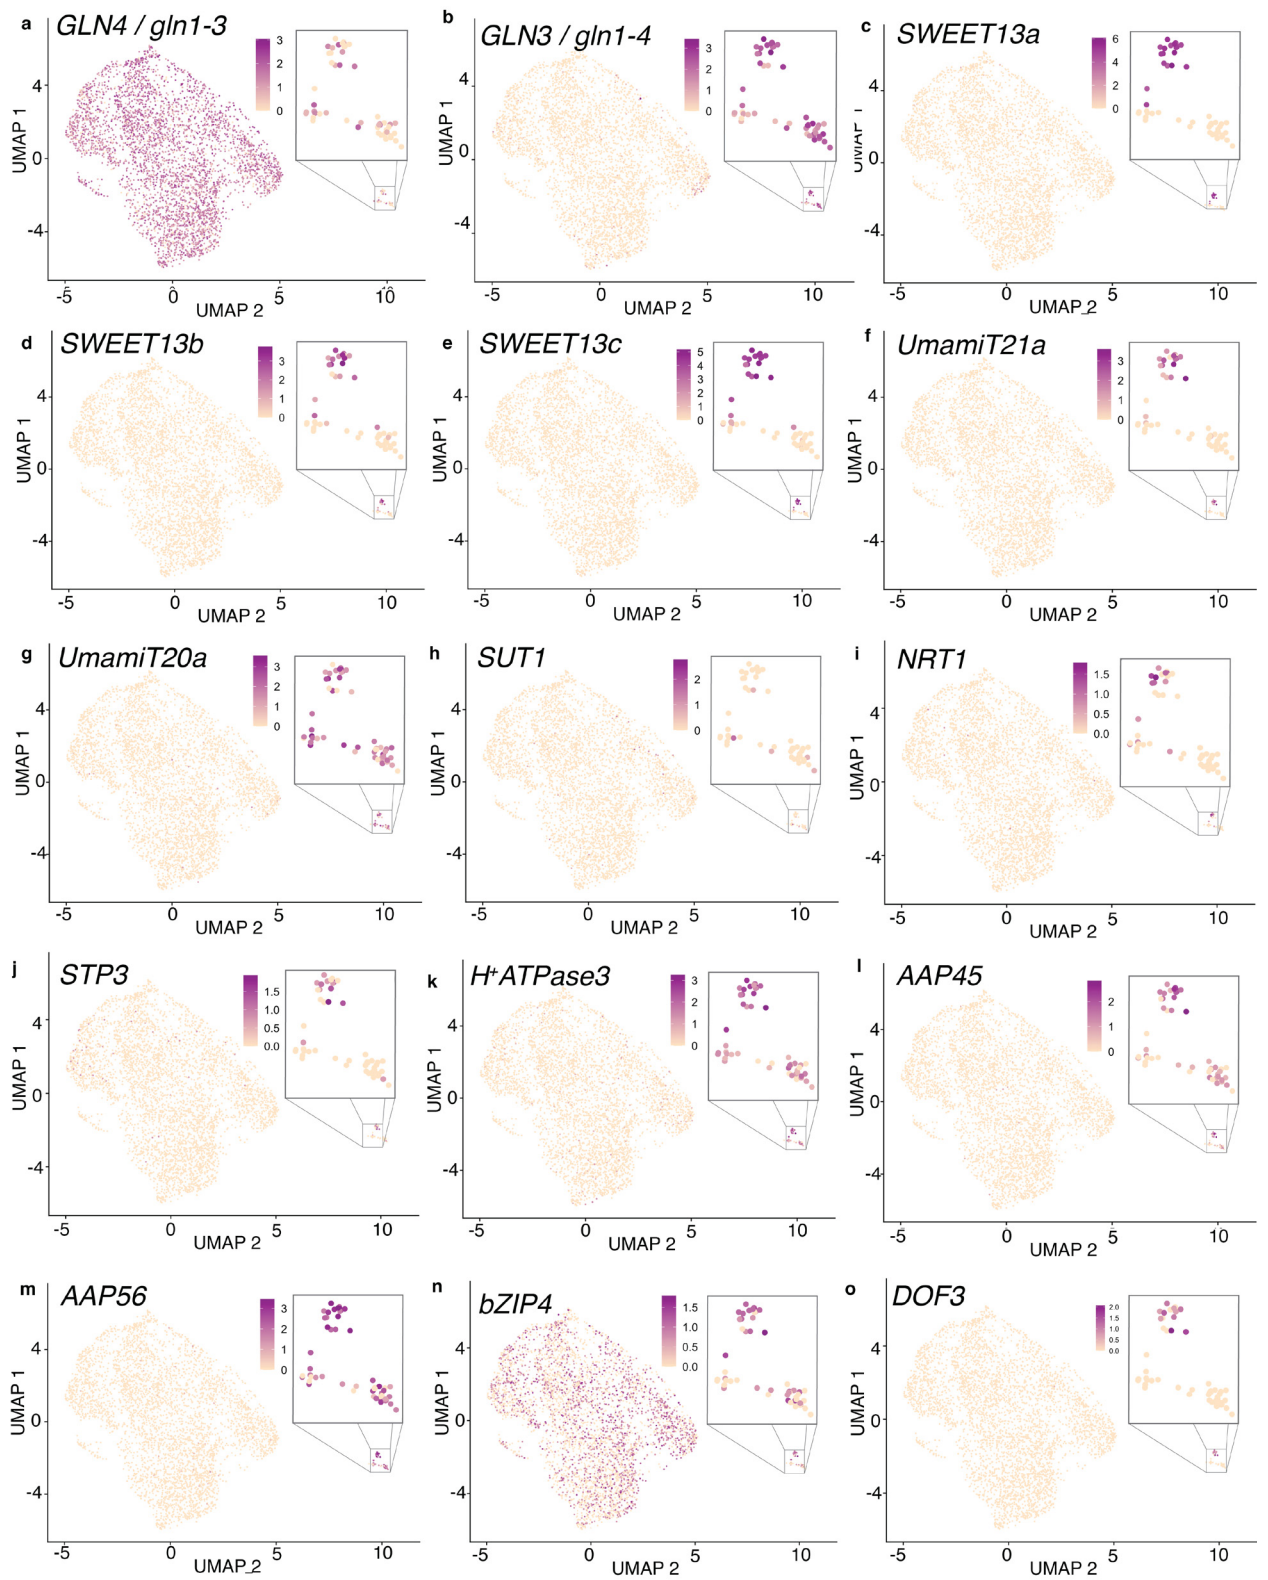 a GLN4 / gln1-3
3
2
1
0
4
0
-4
UMAP 1
-5 0 5 10
UMAP 2
b GLN3 / gln1-4
3
2
1
0
4
0
-4
UMAP 1
-5 0 5 10
UMAP 2
c SWEET13a
6
4
2
0
4
0
-4
UMAP 1
-5 0 5 10
UMAP_2
d SWEET13b
3
2
1
0
4
0
-4
UMAP 1
-5 0 5 10
UMAP 2
e SWEET13c
5
4
3
2
1
0
4
0
-4
UMAP 1
-5 0 5 10
UMAP 2
f UmamiT21a
3
2
1
0
4
0
-4
UMAP 1
-5 0 5 10
UMAP 2
g UmamiT20a
3
2
1
0
4
0
-4
UMAP 1
-5 0 5 10
UMAP 2
h SUT1
2
1
0
4
0
-4
UMAP 1
-5 0 5 10
UMAP 2
i NRT1
1.5
1.0
0.5
0.0
4
0
-4
UMAP 1
-5 0 5 10
UMAP 2
j STP3
1.5
1.0
0.5
0.0
4
0
-4
UMAP 1
-5 0 5 10
UMAP 2
k H+ATPase3
3
2
1
0
4
0
-4
UMAP 1
-5 0 5 10
UMAP 2
l AAP45
2
1
0
4
0
-4
UMAP 1
-5 0 5 10
UMAP 2
m AAP56
3
2
1
0
4
0
-4
UMAP 1
-5 0 5 10
UMAP_2
n bZIP4
1.5
1.0
0.5
0.0
4
0
-4
UMAP 1
-5 0 5 10
UMAP 2
o DOF3
2.0
1.5
1.0
0.5
0.0
4
0
-4
UMAP 1
-5 0 5 10
UMAP 2